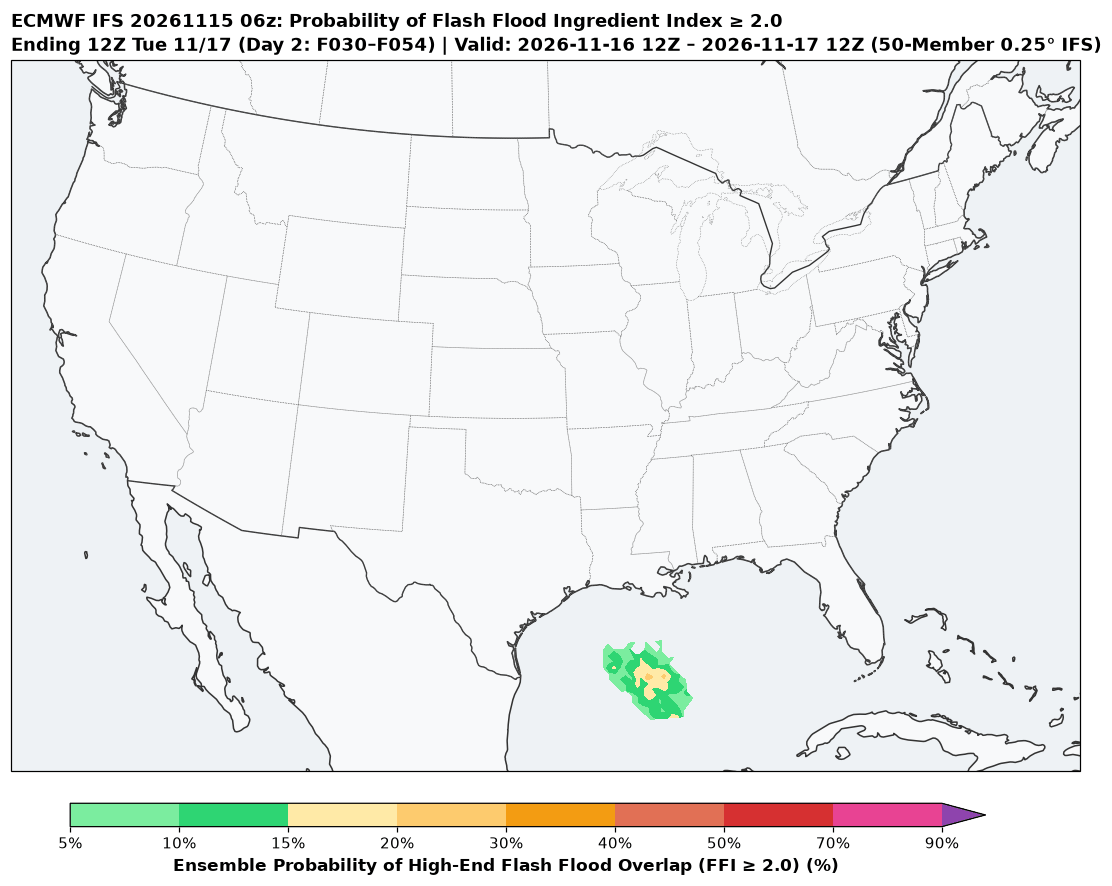 ECMWF IFS 20261115 06z: Probability of Flash Flood Ingredient Index ≥ 2.0
Ending 12Z Tue 11/17 (Day 2: F030–F054) | Valid: 2026-11-16 12Z – 2026-11-17 12Z (50-Member 0.25° IFS)
5% 10% 15% 20% 30% 40% 50% 70% 90%
Ensemble Probability of High-End Flash Flood Overlap (FFI ≥ 2.0) (%)